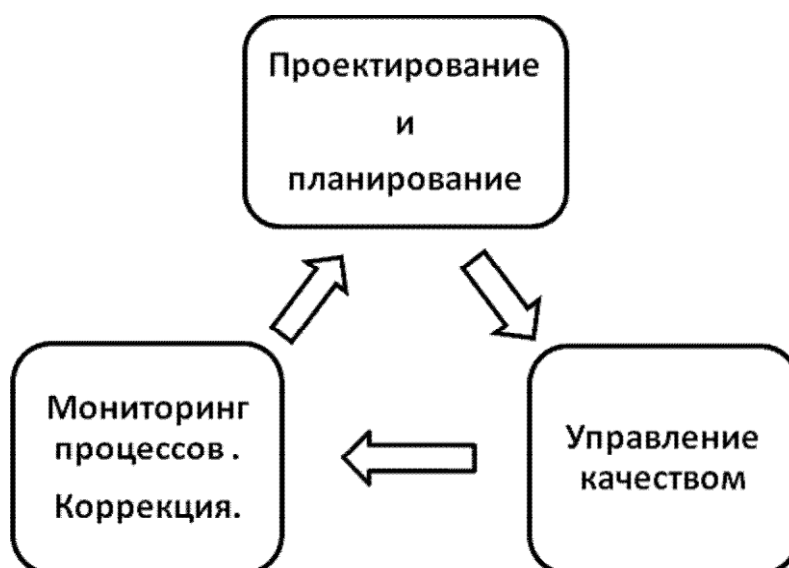 Проектирование
и
планирование
Мониторинг
процессов .
Коррекция.
Управление
качеством